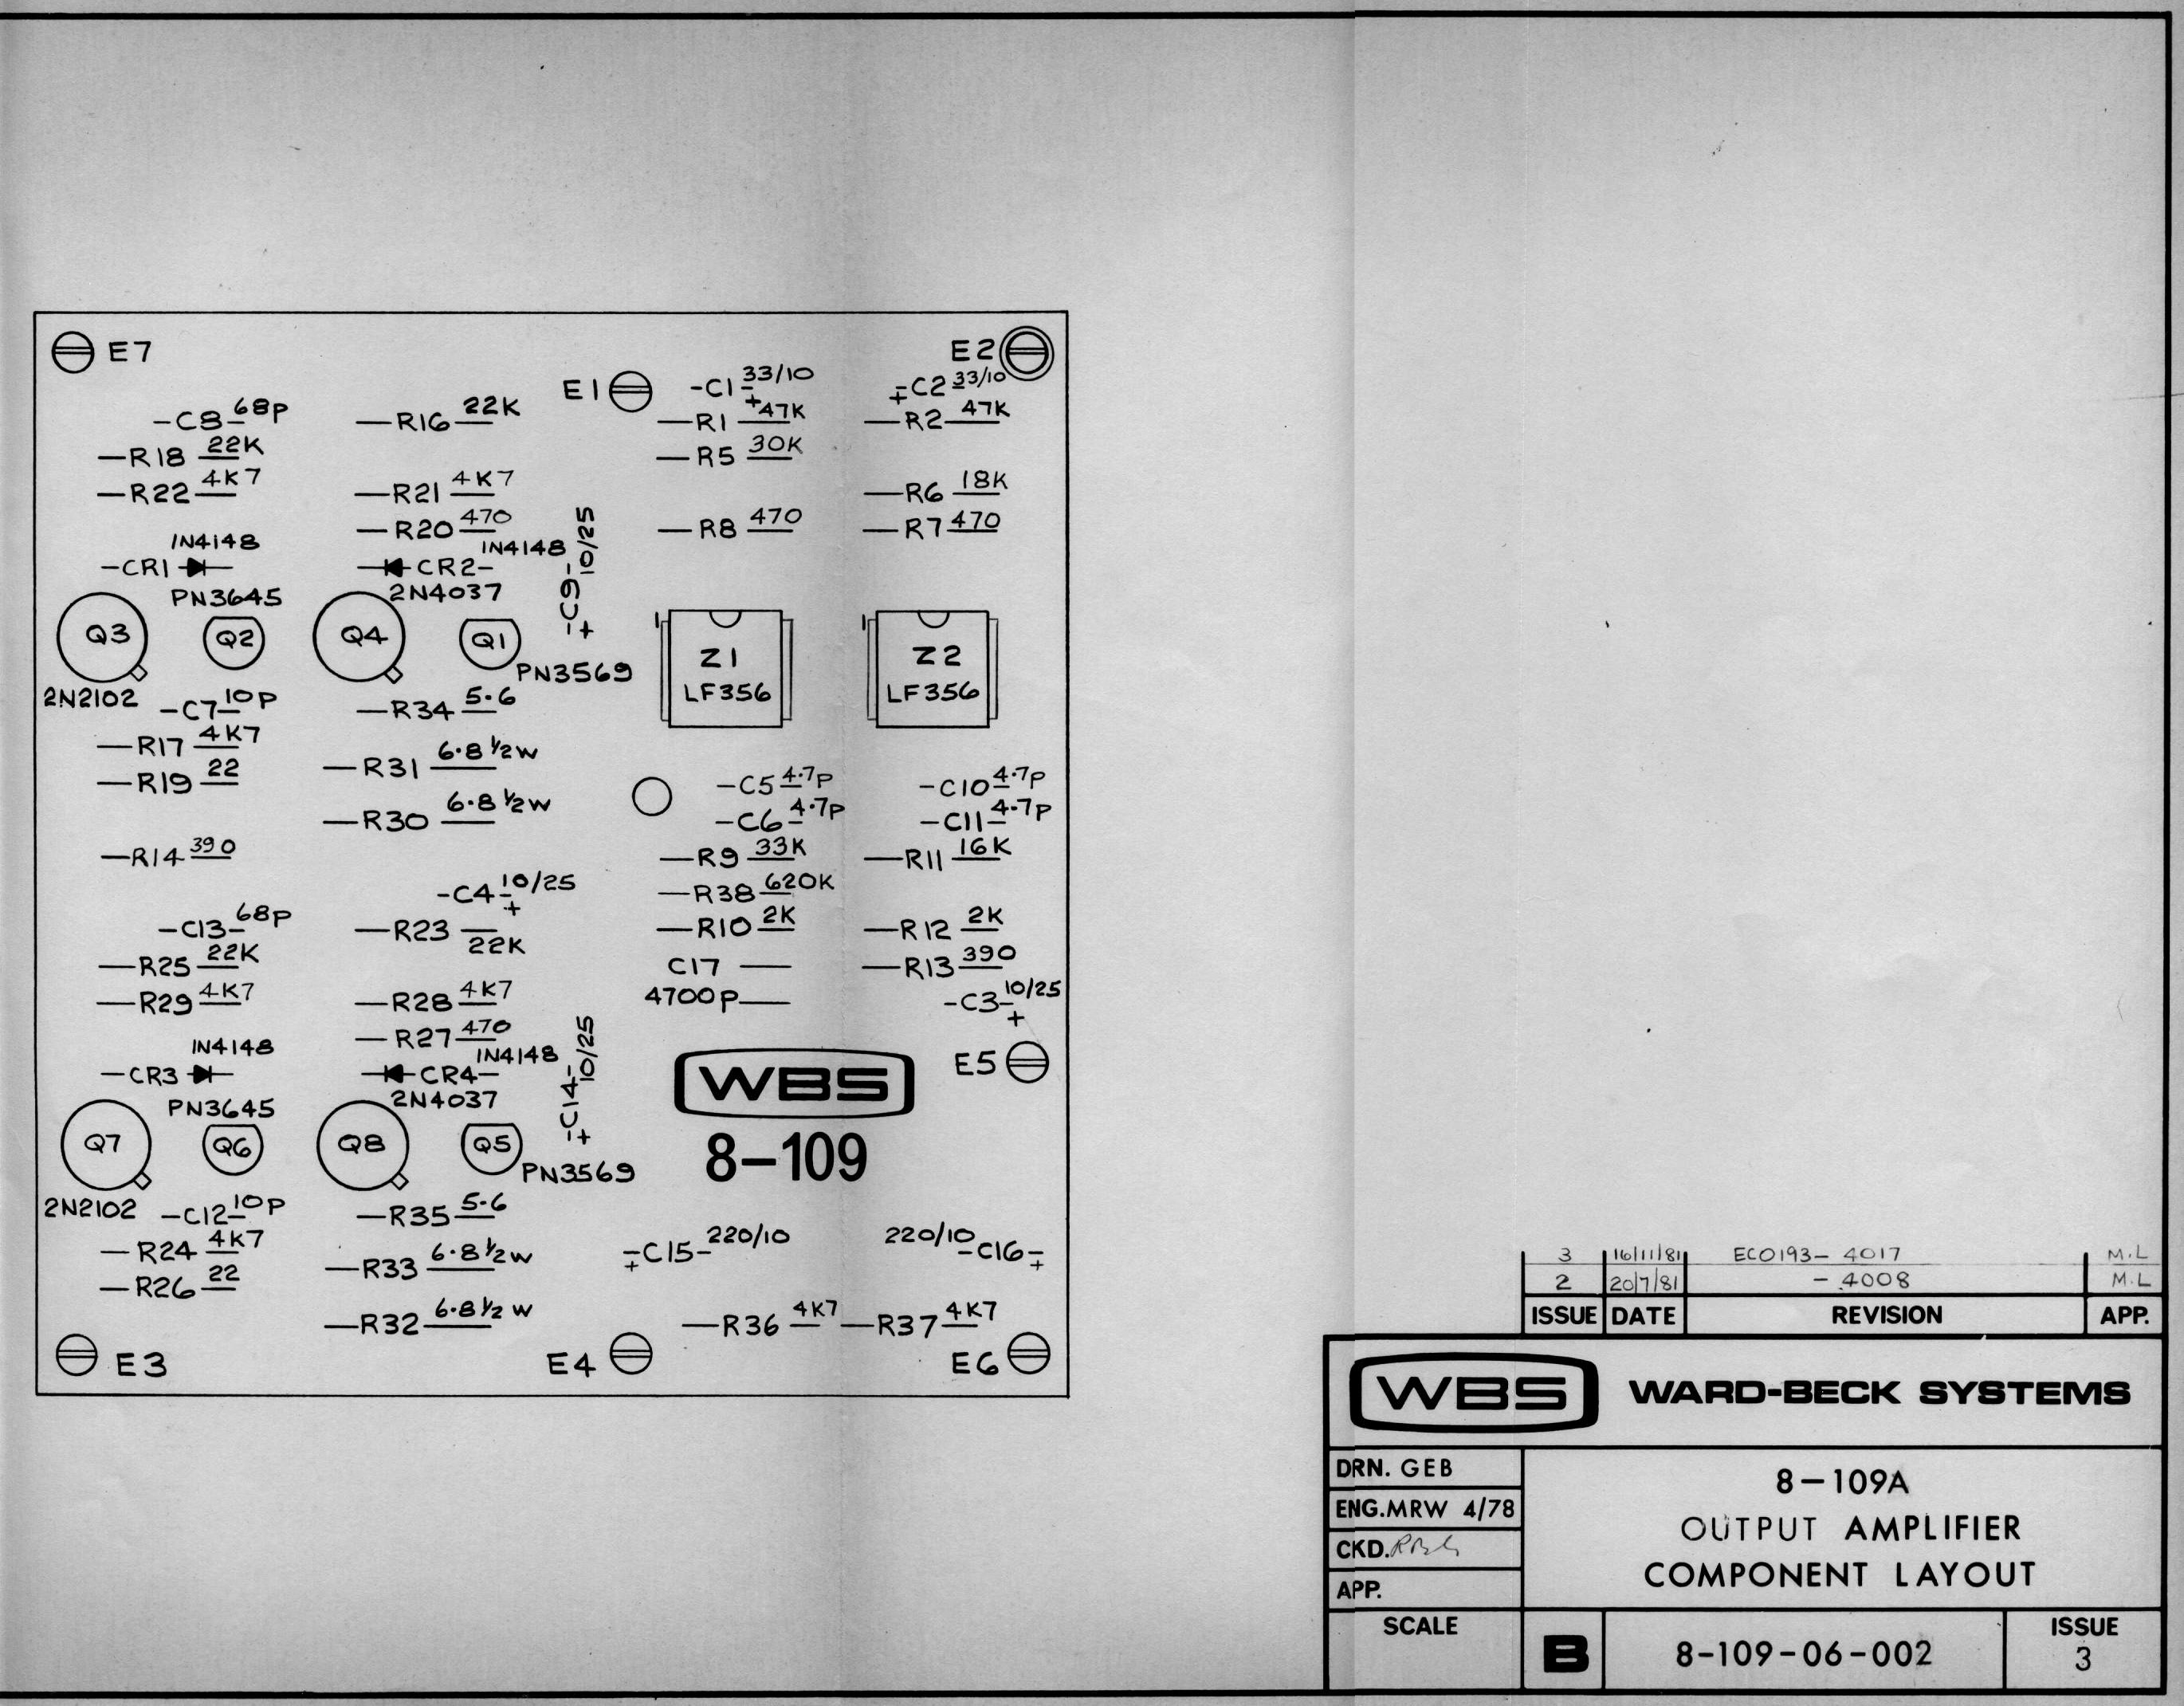 E7
E2
E1
-C1- 33/10 +
+ -C2 33/10
-C8- 68P
R16 22K
R1 47K
R2 47K
R18 22K
R5 30K
R22 4K7
R21 4K7
R6 18K
R20 470
R8 470
R7 470
1N4148
-CR1
1N4148
CR2-
+ -C9- 10/25
PN3645
2N4037
Q3
Q2
Q4
Q1
PN3569
2N2102
Z1
LF356
1
Z2
LF356
1
-C7- 10P
R34 5.6
R17 4K7
R31 6.8 1/2W
R19 22
-C5- 4.7P
-C10- 4.7P
R30 6.8 1/2W
-C6- 4.7P
-C11- 4.7P
R14 390
R9 33K
R11 16K
-C4- 10/25 +
R38 620K
-C13- 68P
R23 22K
R10 2K
R12 2K
R25 22K
C17
4700P
R13 390
R29 4K7
R28 4K7
-C3- 10/25 +
R27 470
1N4148
CR3
1N4148
CR4
+ -C14- 10/25
E5
PN3645
2N4037
WBS
8-109
Q7
Q6
Q8
Q5
PN3569
2N2102
-C12- 10P
R35 5.6
R24 4K7
R33 6.8 1/2W
+ -C15- 220/10
220/10 -C16- +
R26 22
R32 6.8 1/2W
R36 4K7
R37 4K7
E3
E4
E6
3 16/11/81 ECO193- 4017 M.L
2 20/7/81 - 4008 M.L
ISSUE DATE REVISION APP.
WBS WARD-BECK SYSTEMS
DRN. GEB
ENG. MRW 4/78
CKD.
APP.
SCALE
8-109A
OUTPUT AMPLIFIER
COMPONENT LAYOUT
B
8-109-06-002
ISSUE
3